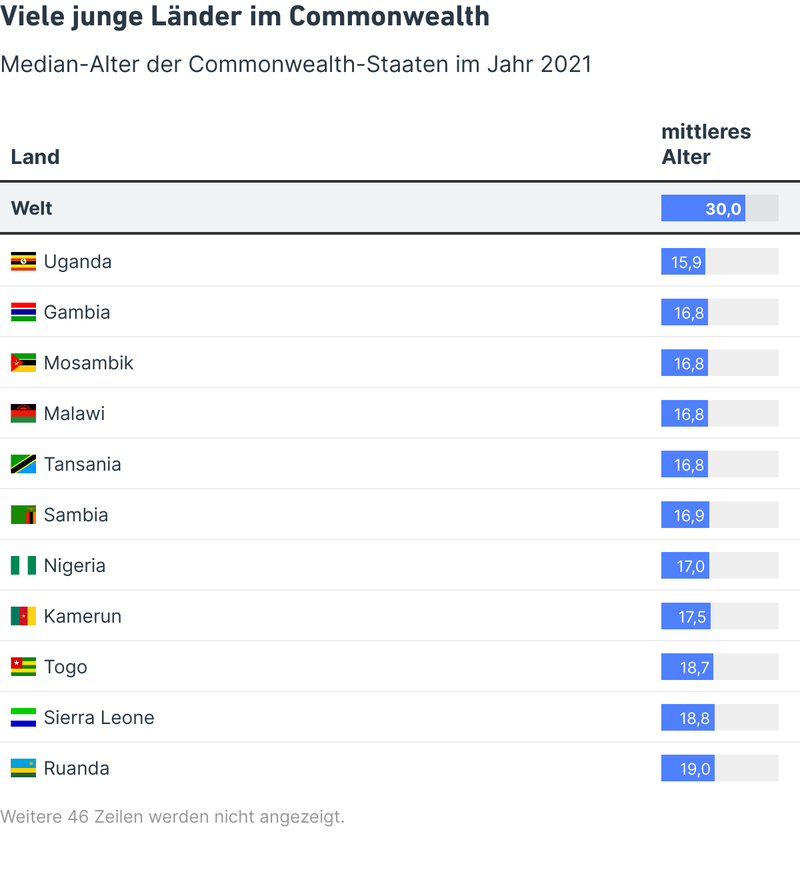 Viele junge Länder im Commonwealth
Median-Alter der Commonwealth-Staaten im Jahr 2021
mittleres
Land Alter
Welt 30,0
Uganda 15,9
Gambia 16,8
Mosambik 16,8
Malawi 16,8
Tansania 16,8
Sambia 16,9
Nigeria 17,0
Kamerun 17,5
Togo 18,7
Sierra Leone 18,8
Ruanda 19,0
Weitere 46 Zeilen werden nicht angezeigt.